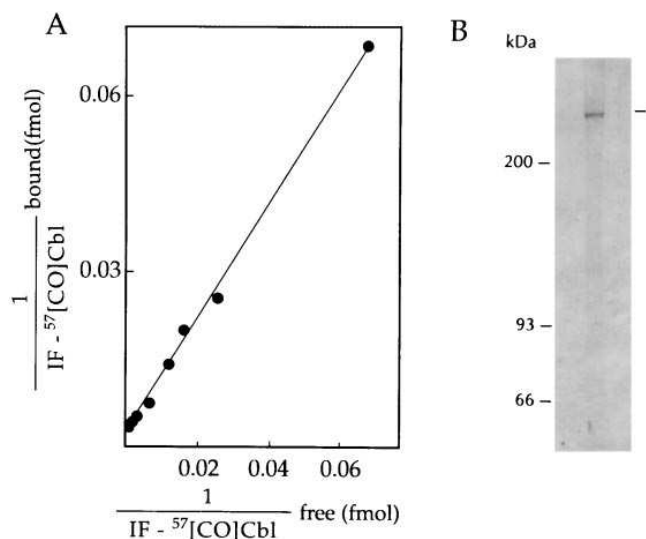 A
0.06
0.03
1
IF - ⁵⁷[CO]Cbl
bound(fmol)
0.02 0.04 0.06
1
IF - ⁵⁷[CO]Cbl
free (fmol)
B
kDa
200
93
66